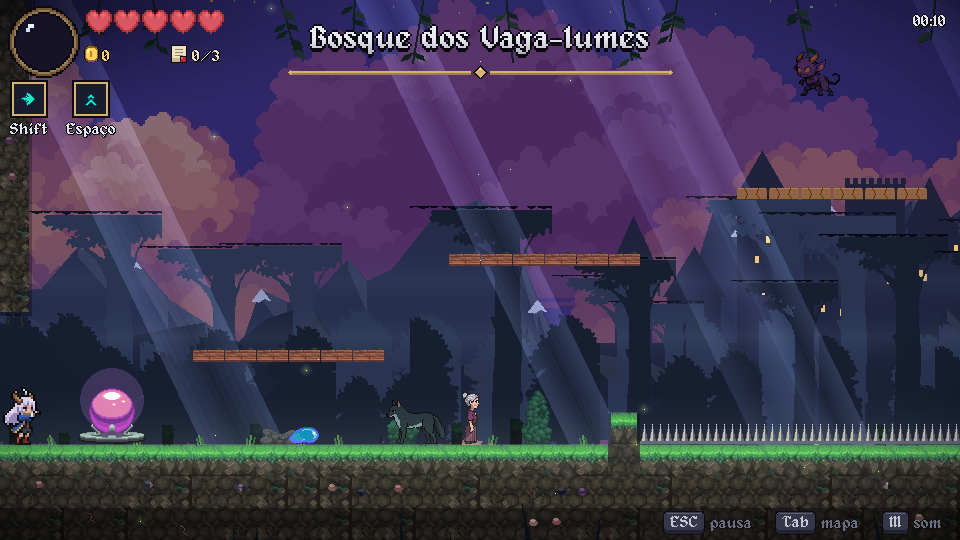 Bosque dos Vaga-lumes
00:10
0
0/3
Shift
Espaço
ESC pausa
Tab mapa
M som